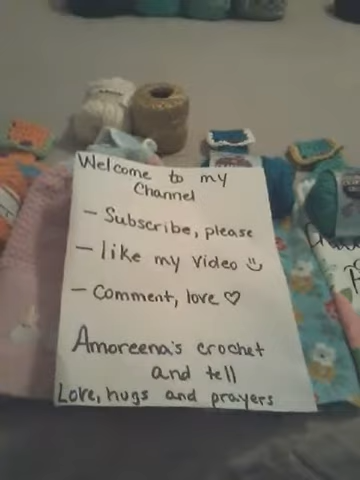 Welcome to my
Channel
- Subscribe, please
- like my video
- Comment, love ♡
Amoreena's crochet
and tell
Love, hugs and prayers